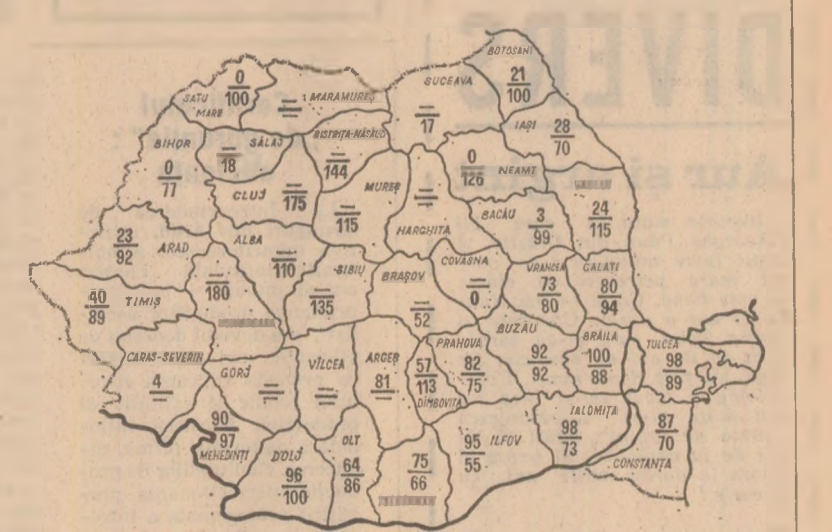 BOTOȘANI
21
100
SUCEAVA
17
SATU
MARE
0
100
MARAMUREȘ
IAȘI
28
70
BIHOR
0
77
SĂLAJ
18
BISTRIȚA-NĂSĂUD
144
0
126
NEAMȚ
CLUJ
175
MUREȘ
115
HARGHITA
BACĂU
3
99
24
115
23
92
ARAD
ALBA
110
180
SIBIU
135
BRAȘOV
52
COVASNA
0
VRANCEA
73
80
GALAȚI
80
94
40
89
TIMIȘ
CARAȘ-SEVERIN
4
GORJ
VÎLCEA
ARGEȘ
81
57
113
DÎMBOVIȚA
PRAHOVA
82
75
BUZĂU
92
92
BRĂILA
100
88
TULCEA
98
89
90
97
MEHEDINȚI
DOLJ
96
100
OLT
64
86
75
66
95
55
ILFOV
IALOMIȚA
98
73
87
70
CONSTANȚA